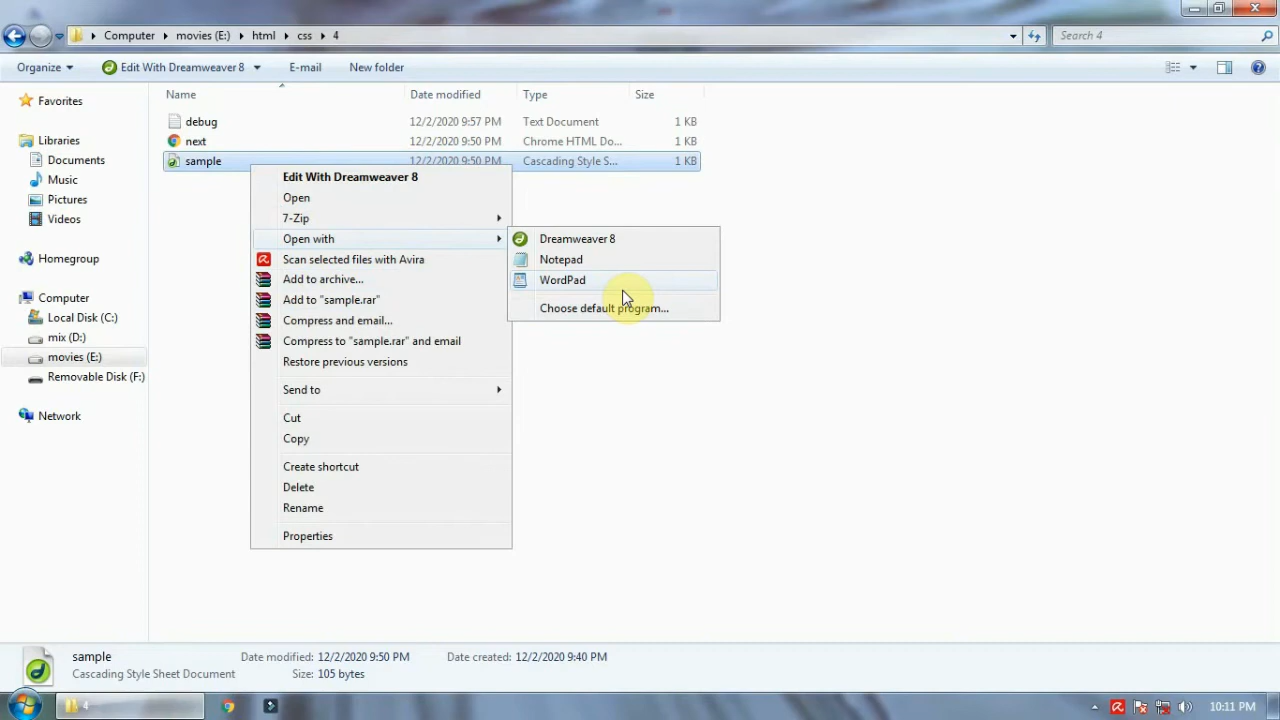 Computer movies (E:) html css 4
Search 4
Organize Edit With Dreamweaver 8 E-mail New folder
Favorites
Libraries
Documents
Music
Pictures
Videos
Homegroup
Computer
Local Disk (C:)
mix (D:)
movies (E:)
Removable Disk (F:)
Network
Name Date modified Type Size
debug 12/2/2020 9:57 PM Text Document 1 KB
next 12/2/2020 9:50 PM Chrome HTML Do... 1 KB
sample 12/2/2020 9:50 PM Cascading Style S... 1 KB
Edit With Dreamweaver 8
Open
7-Zip
Open with
Scan selected files with Avira
Add to archive...
Add to "sample.rar"
Compress and email...
Compress to "sample.rar" and email
Restore previous versions
Send to
Cut
Copy
Create shortcut
Delete
Rename
Properties
Dreamweaver 8
Notepad
WordPad
Choose default program...
sample Date modified: 12/2/2020 9:50 PM Date created: 12/2/2020 9:40 PM
Cascading Style Sheet Document Size: 105 bytes
4
10:11 PM